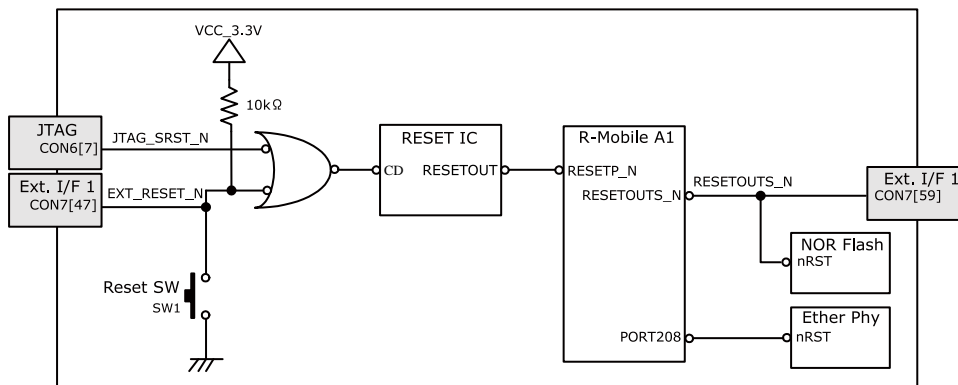 VCC_3.3V
10kΩ
JTAG
CON6[7]
JTAG_SRST_N
Ext. I/F 1
CON7[47]
EXT_RESET_N
Reset SW
SW1
RESET IC
CD
RESETOUT
R-Mobile A1
RESETP_N
RESETOUTS_N
PORT208
RESETOUTS_N
Ext. I/F 1
CON7[59]
NOR Flash
nRST
Ether Phy
nRST